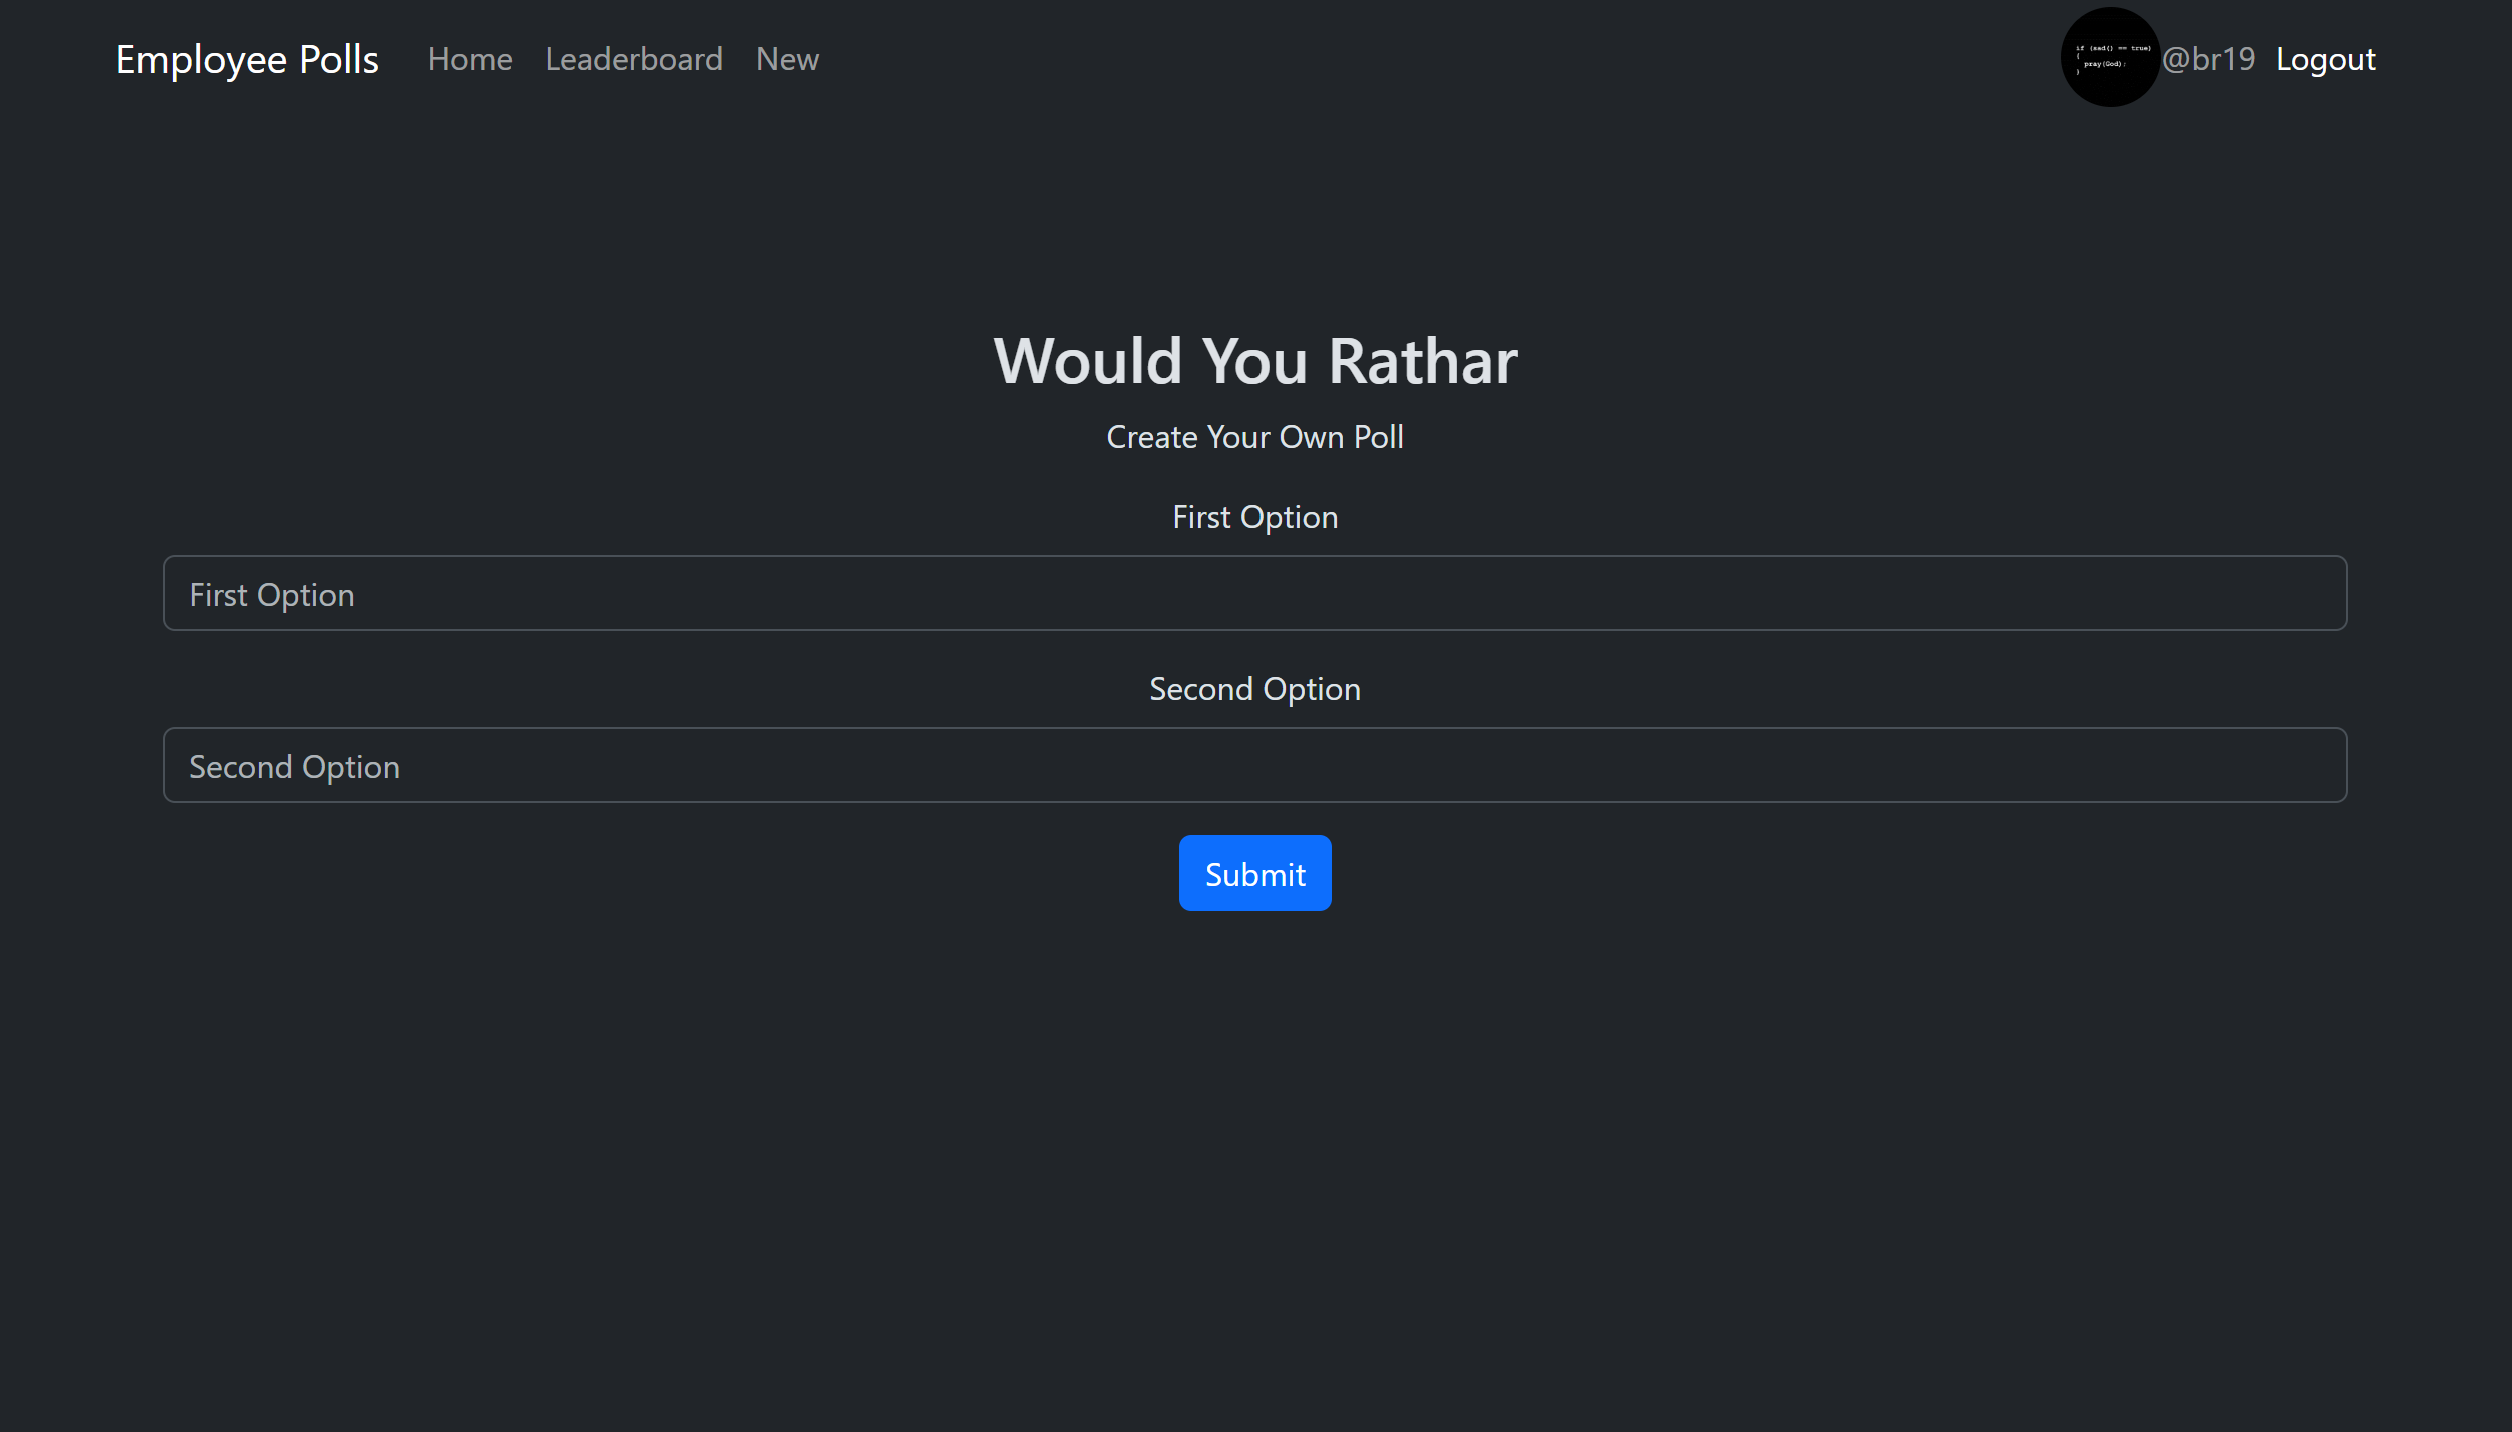 Employee Polls Home Leaderboard New
if (sad() == true)
{
pray(God);
}
@br19 Logout
Would You Rathar
Create Your Own Poll
First Option
First Option
Second Option
Second Option
Submit